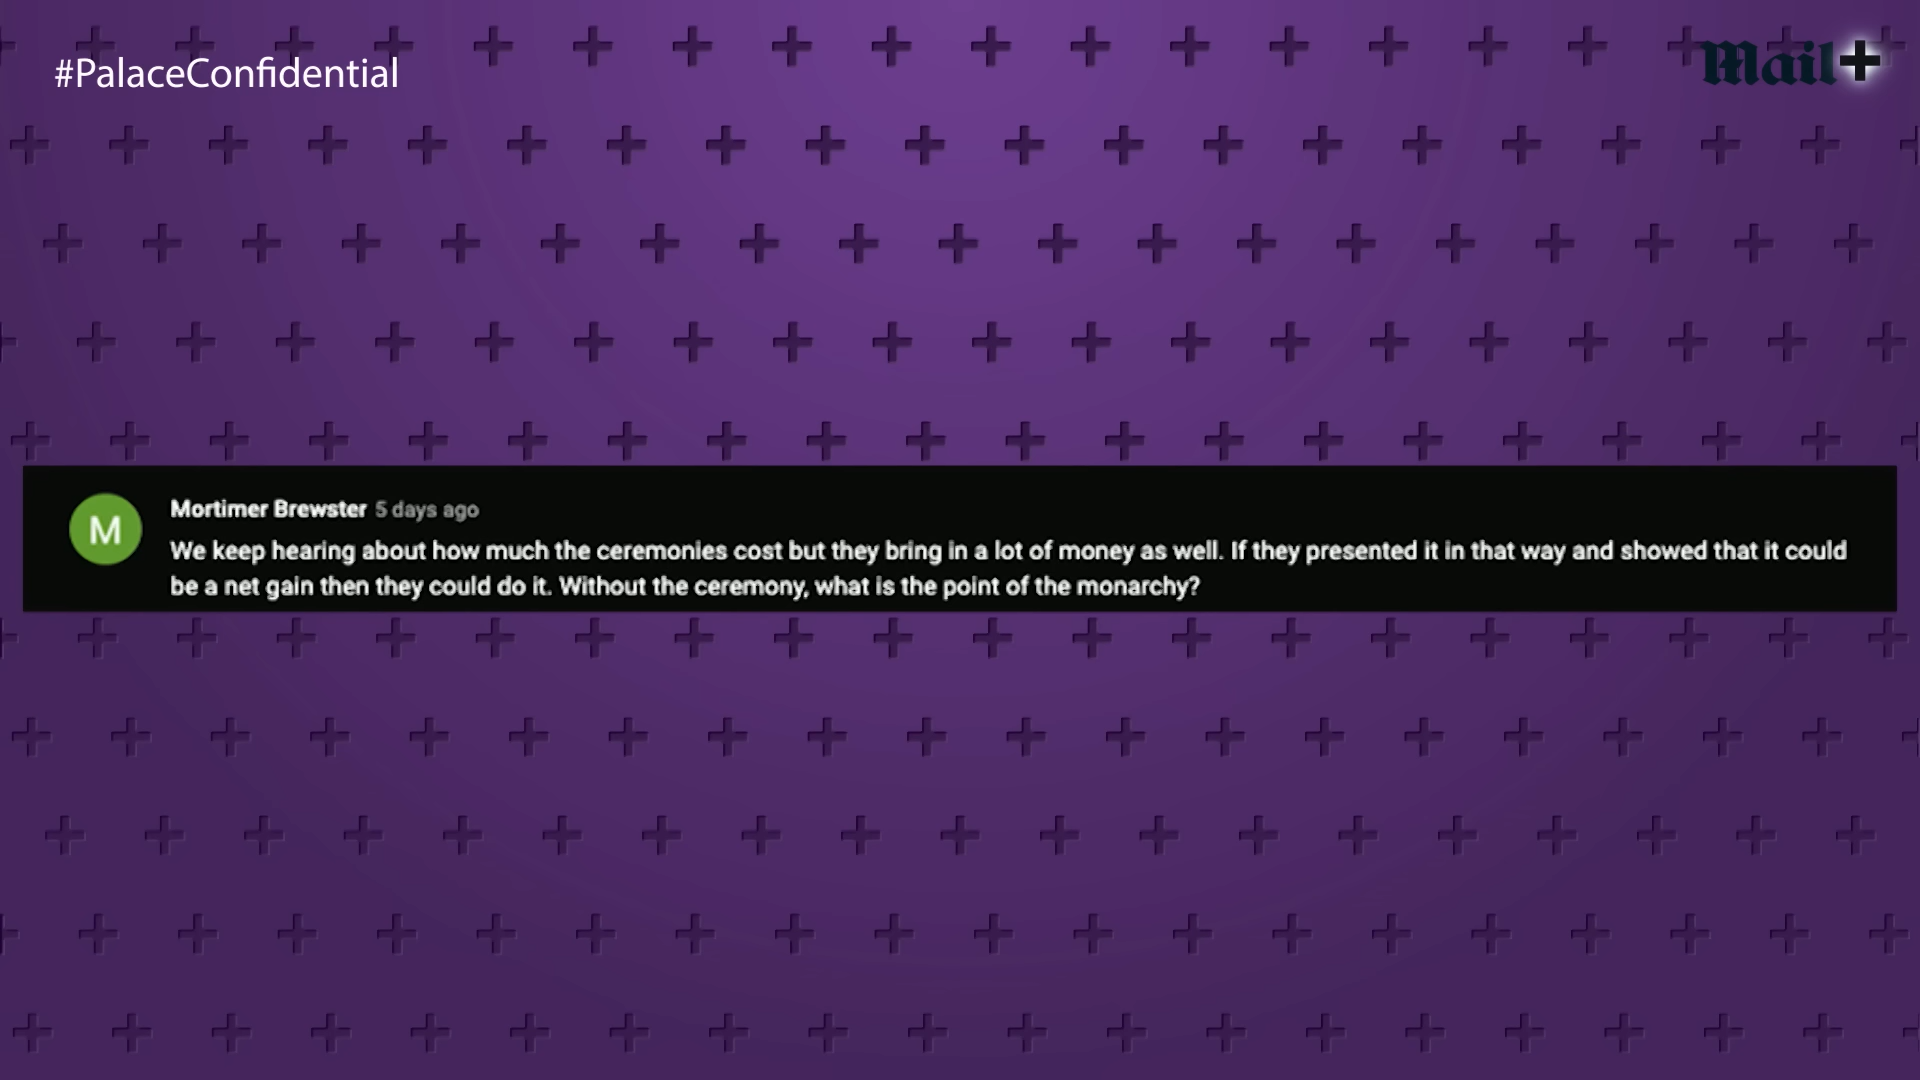 #PalaceConfidential
Mail+
M
Mortimer Brewster 5 days ago
We keep hearing about how much the ceremonies cost but they bring in a lot of money as well. If they presented it in that way and showed that it could
be a net gain then they could do it. Without the ceremony, what is the point of the monarchy?